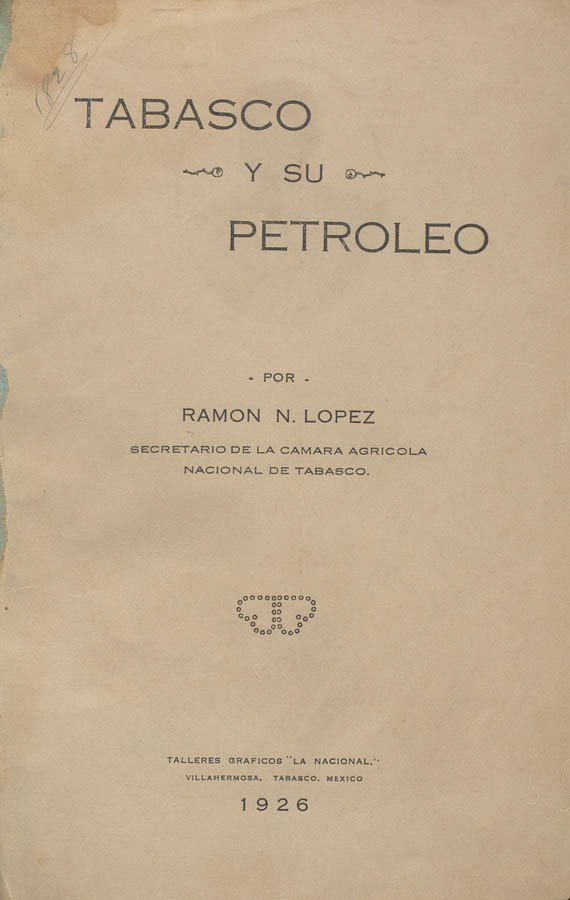 1828
TABASCO
Y SU
PETROLEO
- POR -
RAMON N. LOPEZ
SECRETARIO DE LA CAMARA AGRICOLA
NACIONAL DE TABASCO.
TALLERES GRAFICOS "LA NACIONAL,"
VILLAHERMOSA, TABASCO, MEXICO
1926